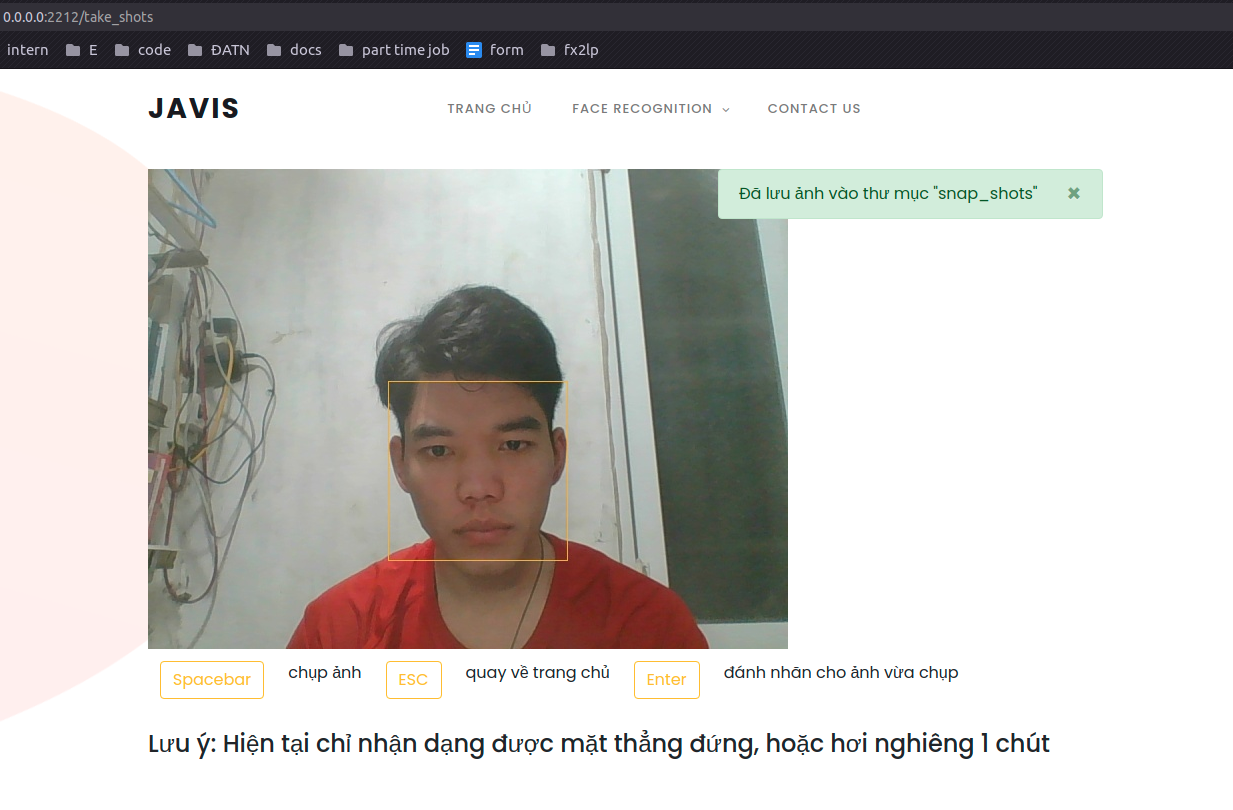 0.0.0.0:2212/take_shots
intern E code ĐATN docs part time job form fx2lp
JAVIS TRANG CHỦ FACE RECOGNITION CONTACT US
Đã lưu ảnh vào thư mục "snap_shots" ×
Spacebar chụp ảnh ESC quay về trang chủ Enter đánh nhãn cho ảnh vừa chụp
Lưu ý: Hiện tại chỉ nhận dạng được mặt thẳng đứng, hoặc hơi nghiêng 1 chút